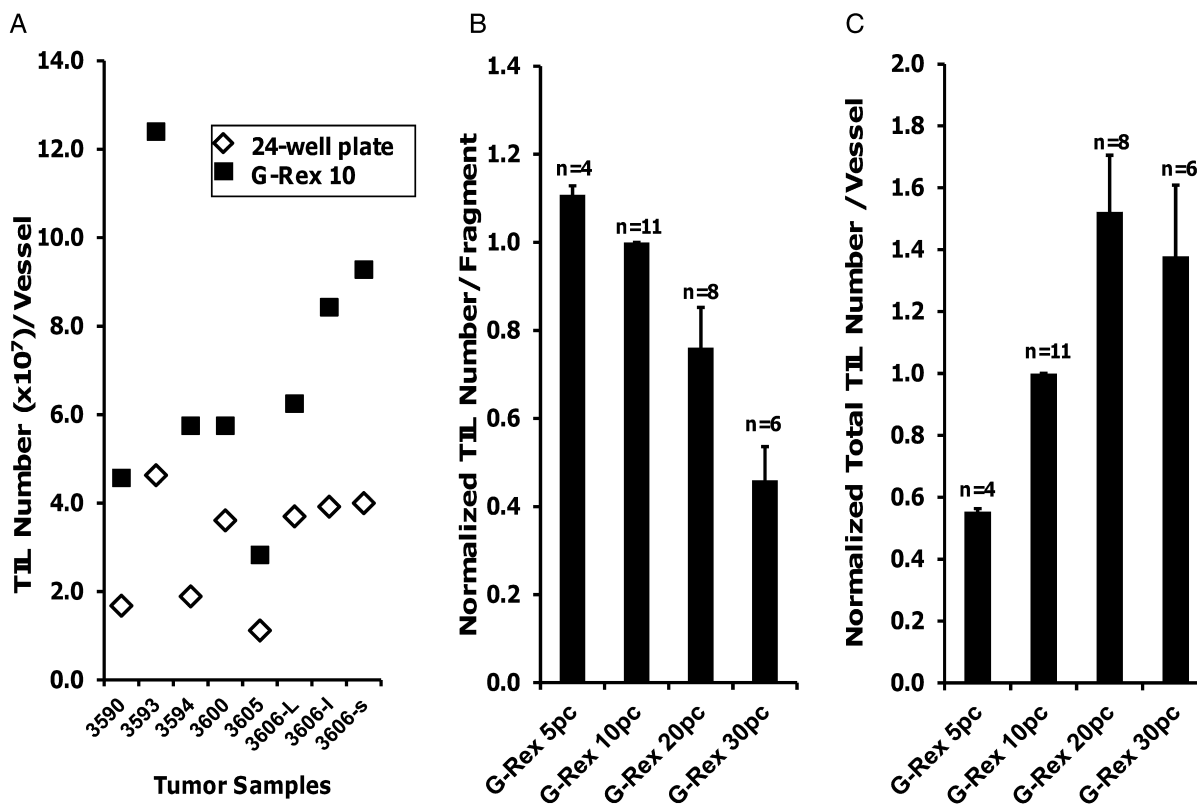 A
14.0
12.0
10.0
8.0
6.0
4.0
2.0
0.0
TIL Number (x10⁷)/Vessel
24-well plate
G-Rex 10
3590
3593
3594
3600
3605
3606-L
3606-I
3606-s
Tumor Samples
B
1.4
1.2
1.0
0.8
0.6
0.4
0.2
0.0
Normalized TIL Number/Fragment
n=4
n=11
n=8
n=6
G-Rex 5pc
G-Rex 10pc
G-Rex 20pc
G-Rex 30pc
C
2.0
1.8
1.6
1.4
1.2
1.0
0.8
0.6
0.4
0.2
0.0
Normalized Total TIL Number /Vessel
n=4
n=11
n=8
n=6
G-Rex 5pc
G-Rex 10pc
G-Rex 20pc
G-Rex 30pc